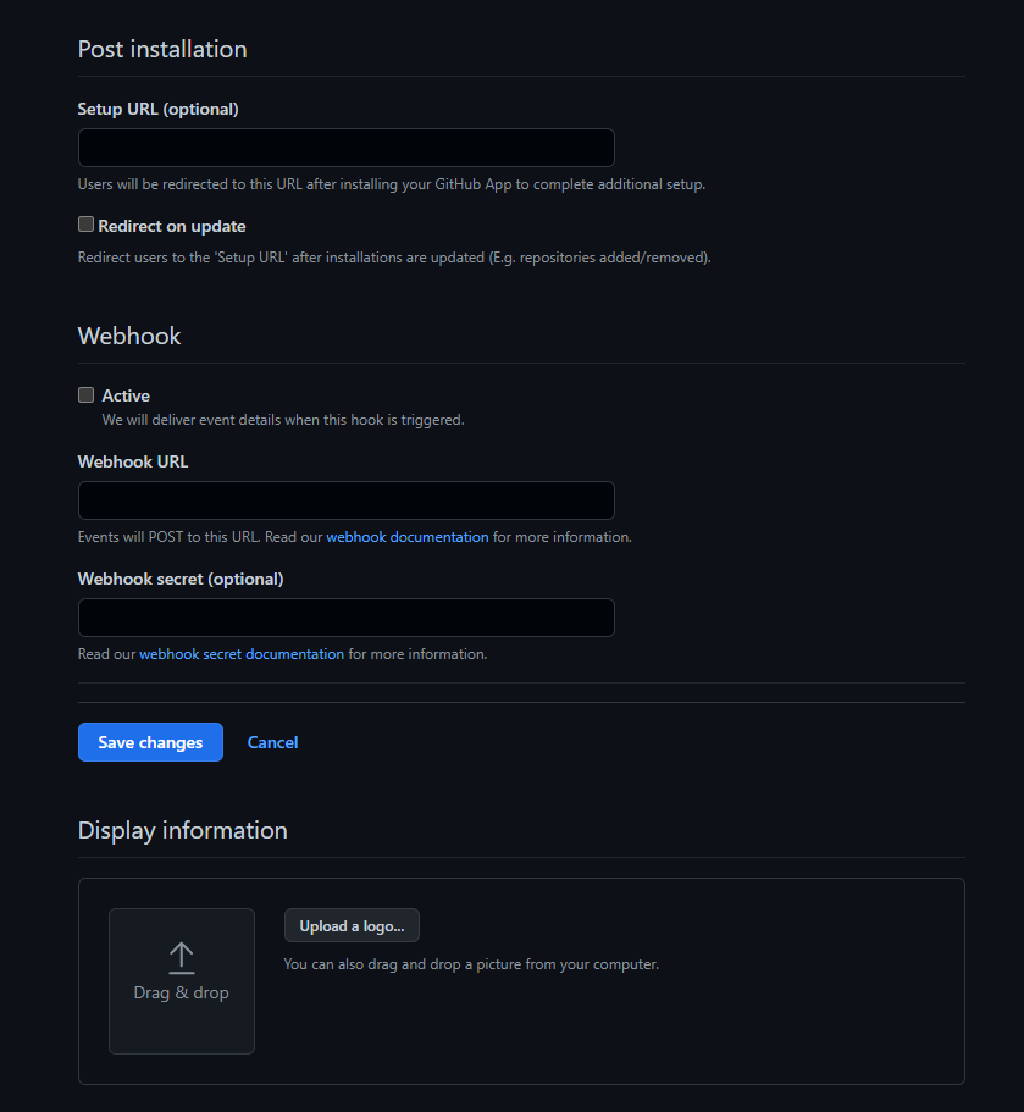 Post installation
Setup URL (optional)
Users will be redirected to this URL after installing your GitHub App to complete additional setup.
Redirect on update
Redirect users to the 'Setup URL' after installations are updated (E.g. repositories added/removed).
Webhook
Active
We will deliver event details when this hook is triggered.
Webhook URL
Events will POST to this URL. Read our webhook documentation for more information.
Webhook secret (optional)
Read our webhook secret documentation for more information.
Save changes Cancel
Display information
Upload a logo...
You can also drag and drop a picture from your computer.
Drag & drop